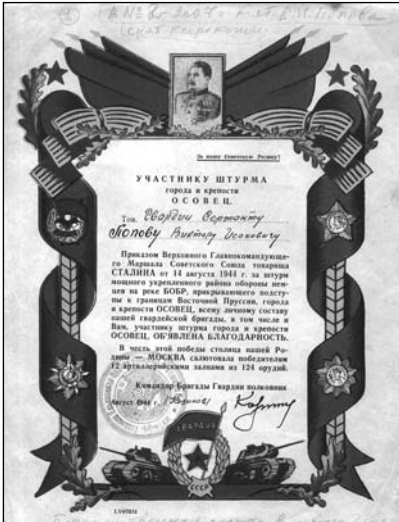 За нашу Советскую Родину!
УЧАСТНИКУ ШТУРМА
города и крепости
ОСОВЕЦ.
Тов. Гвардии Сержанту
Попову Виктору Исаковичу
Приказом Верховного Главнокомандующе-
го Маршала Советского Союза товарища
СТАЛИНА от 14 августа 1944 г. за штурм
мощного укрепленного района обороны нем-
цев на реке БОБР, прикрывающего подсту-
пы к границам Восточной Пруссии, города
и крепости ОСОВЕЦ, всему личному составу
нашей гвардейской бригады, в том числе и
Вам, участнику штурма города и крепости
ОСОВЕЦ, ОБ'ЯВЛЕНА БЛАГОДАРНОСТЬ.
В честь этой победы столица нашей Ро-
дины — МОСКВА салютовала победителям
12 артиллерийскими залпами из 124 орудий.
Командир Бригады Гвардии полковник
Август 1944 г.
ГВАРДИЯ
СССР